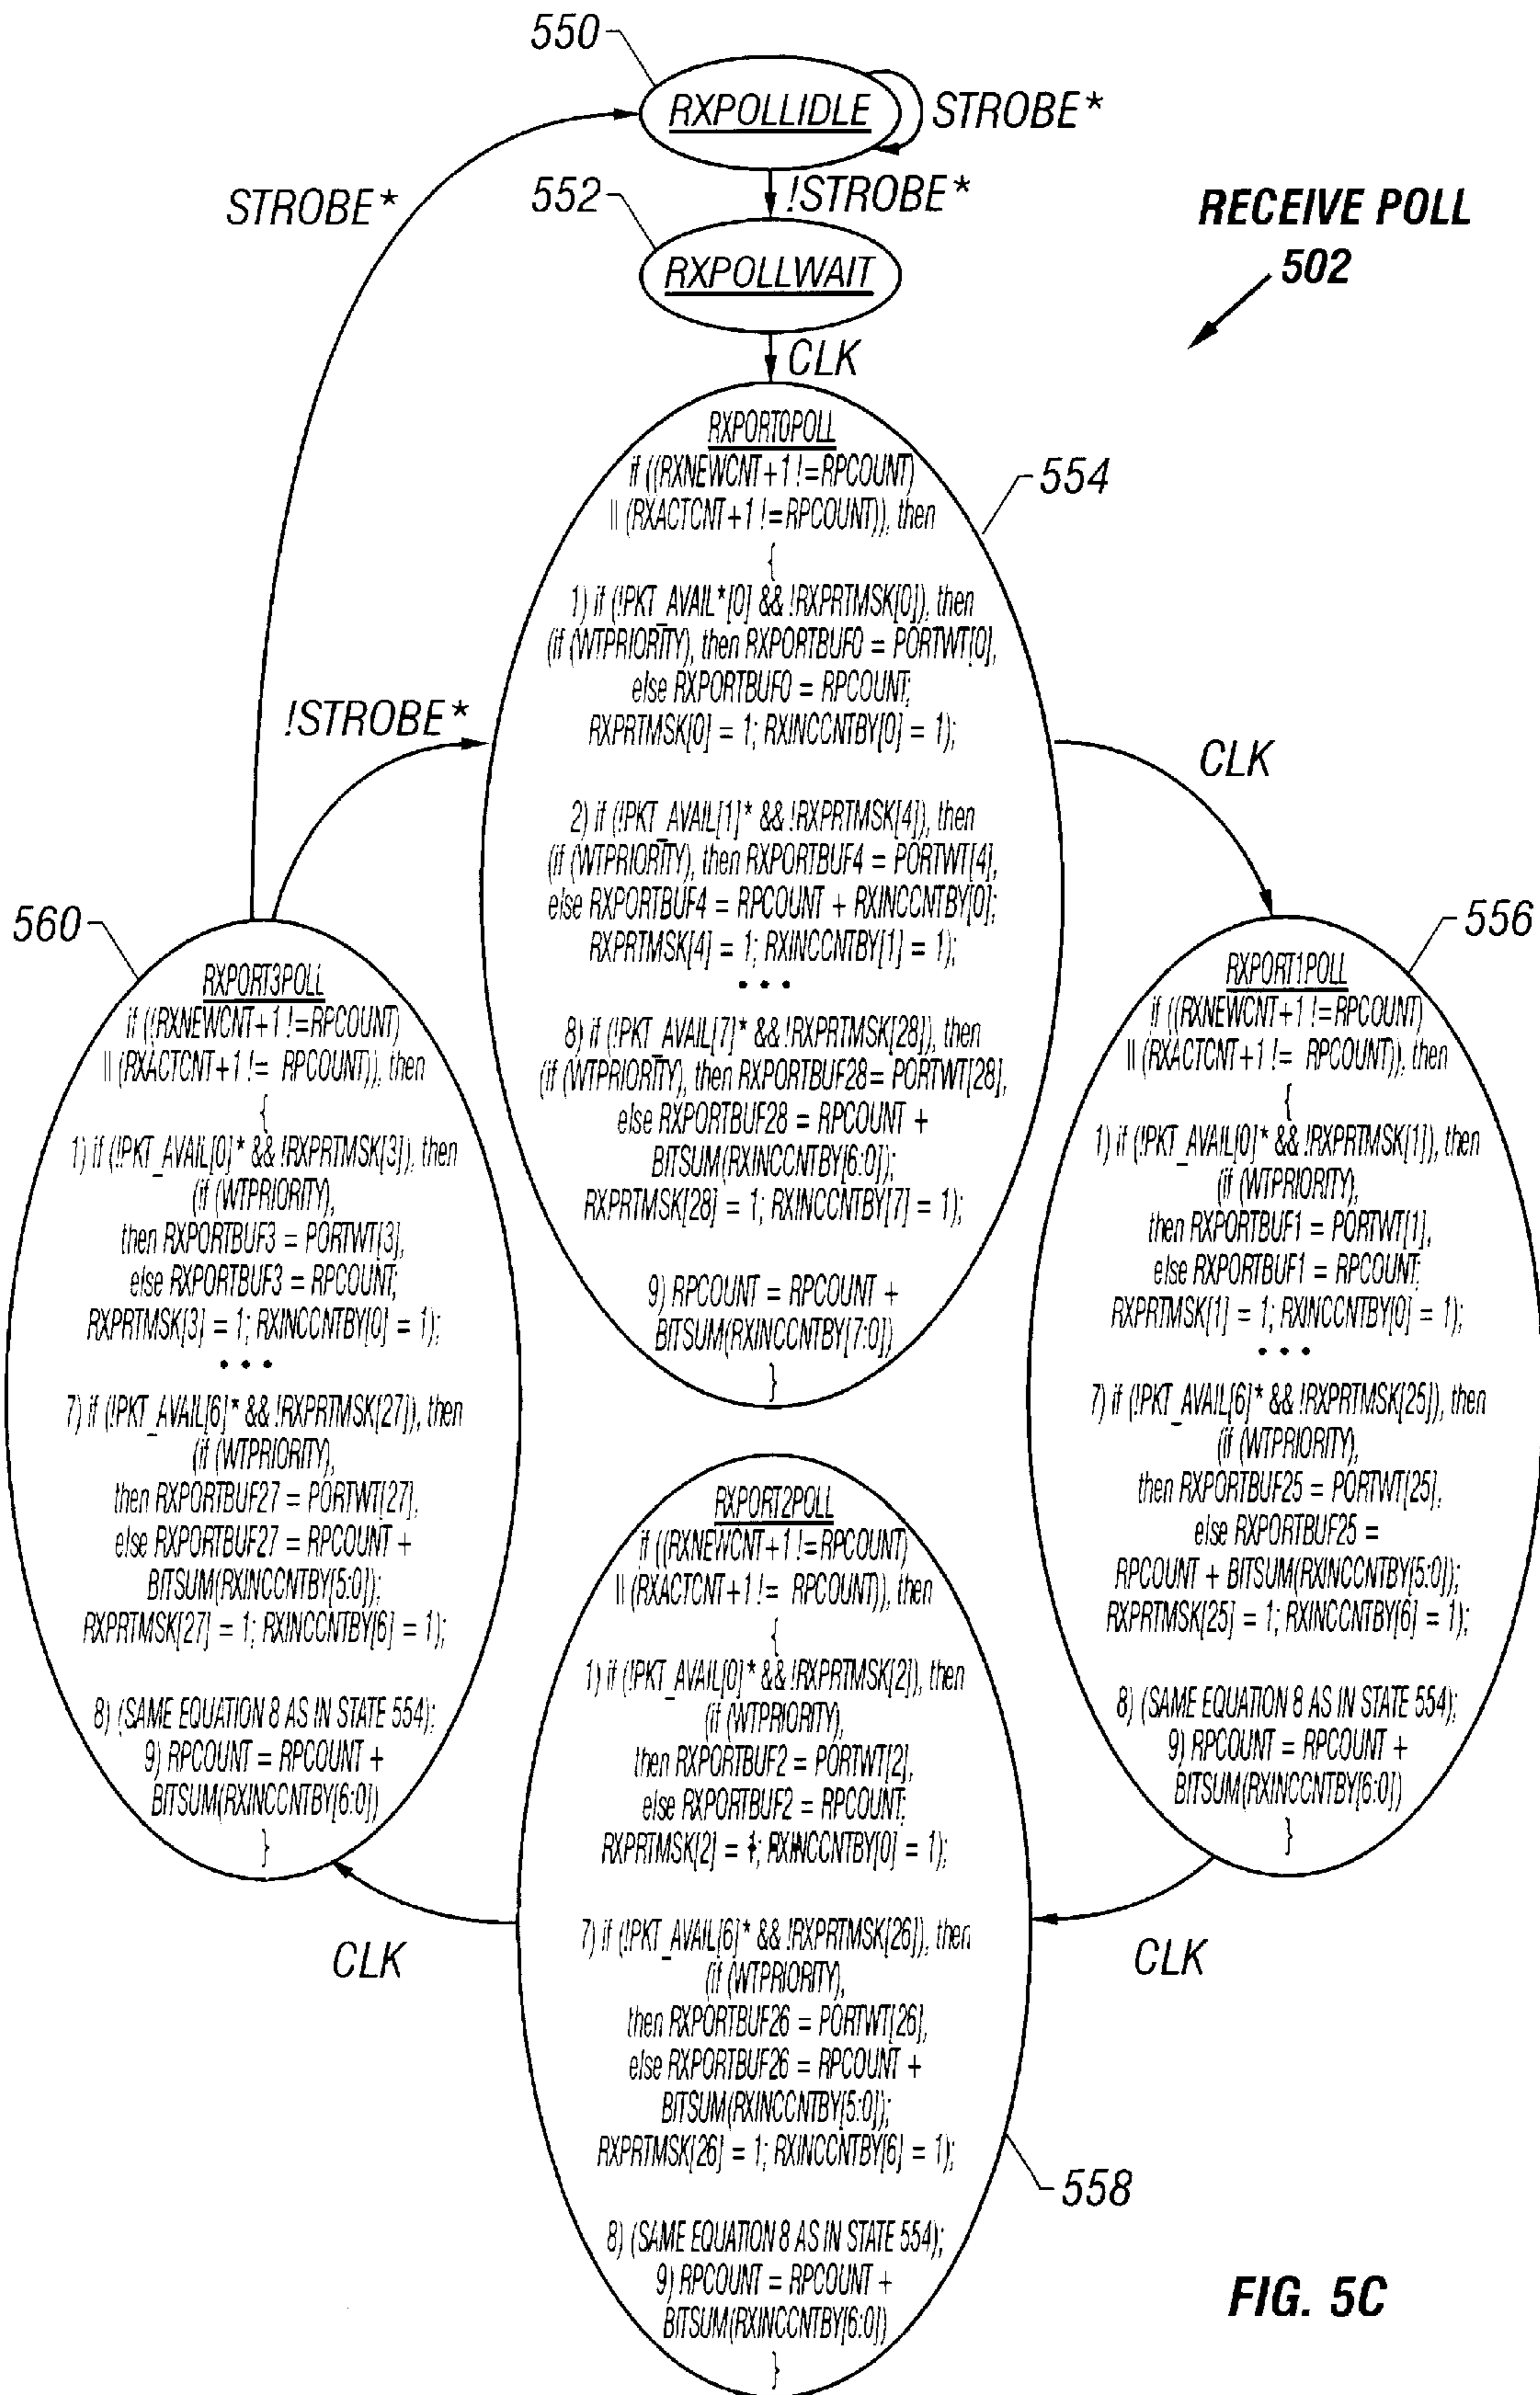 550
RXPOLLIDLE
STROBE*
STROBE*
552
!STROBE*
RXPOLLWAIT
RECEIVE POLL
502
CLK
RXPORT0POLL
if ((RXNEWCNT+1 !=RPCOUNT)
|| (RXACTCNT+1 !=RPCOUNT)), then
{
1) if (!PKT_AVAIL*[0] && !RXPRTMSK[0]), then
(if (WTPRIORITY), then RXPORTBUF0 = PORTWT[0],
else RXPORTBUF0 = RPCOUNT;
RXPRTMSK[0] = 1; RXINCCNTBY[0] = 1);
2) if (!PKT_AVAIL[1]* && !RXPRTMSK[4]), then
(if (WTPRIORITY), then RXPORTBUF4 = PORTWT[4],
else RXPORTBUF4 = RPCOUNT + RXINCCNTBY[0];
RXPRTMSK[4] = 1; RXINCCNTBY[1] = 1);
• • •
8) if (!PKT_AVAIL[7]* && !RXPRTMSK[28]), then
(if (WTPRIORITY), then RXPORTBUF28= PORTWT[28],
else RXPORTBUF28 = RPCOUNT +
BITSUM(RXINCCNTBY[6:0]);
RXPRTMSK[28] = 1; RXINCCNTBY[7] = 1);
9) RPCOUNT = RPCOUNT +
BITSUM(RXINCCNTBY[7:0])
}
554
!STROBE*
CLK
556
RXPORT1POLL
if ((RXNEWCNT+1 !=RPCOUNT)
|| (RXACTCNT+1 != RPCOUNT)), then
{
1) if (!PKT_AVAIL[0]* && !RXPRTMSK[1]), then
(if (WTPRIORITY),
then RXPORTBUF1 = PORTWT[1],
else RXPORTBUF1 = RPCOUNT;
RXPRTMSK[1] = 1; RXINCCNTBY[0] = 1);
• • •
7) if (!PKT_AVAIL[6]* && !RXPRTMSK[25]), then
(if (WTPRIORITY),
then RXPORTBUF25 = PORTWT[25],
else RXPORTBUF25 =
RPCOUNT + BITSUM(RXINCCNTBY[5:0]);
RXPRTMSK[25] = 1; RXINCCNTBY[6] = 1);
8) (SAME EQUATION 8 AS IN STATE 554);
9) RPCOUNT = RPCOUNT +
BITSUM(RXINCCNTBY[6:0])
}
CLK
RXPORT2POLL
if ((RXNEWCNT+1 !=RPCOUNT)
|| (RXACTCNT+1 != RPCOUNT)), then
{
1) if (!PKT_AVAIL[0]* && !RXPRTMSK[2]), then
(if (WTPRIORITY),
then RXPORTBUF2 = PORTWT[2],
else RXPORTBUF2 = RPCOUNT;
RXPRTMSK[2] = 1; RXINCCNTBY[0] = 1);
7) if (!PKT_AVAIL[6]* && !RXPRTMSK[26]), then
(if (WTPRIORITY),
then RXPORTBUF26 = PORTWT[26],
else RXPORTBUF26 = RPCOUNT +
BITSUM(RXINCCNTBY[5:0]);
RXPRTMSK[26] = 1; RXINCCNTBY[6] = 1);
8) (SAME EQUATION 8 AS IN STATE 554);
9) RPCOUNT = RPCOUNT +
BITSUM(RXINCCNTBY[6:0])
}
558
CLK
560
RXPORT3POLL
if ((RXNEWCNT+1 !=RPCOUNT)
|| (RXACTCNT+1 != RPCOUNT)), then
{
1) if (!PKT_AVAIL[0]* && !RXPRTMSK[3]), then
(if (WTPRIORITY),
then RXPORTBUF3 = PORTWT[3],
else RXPORTBUF3 = RPCOUNT;
RXPRTMSK[3] = 1; RXINCCNTBY[0] = 1);
• • •
7) if (!PKT_AVAIL[6]* && !RXPRTMSK[27]), then
(if (WTPRIORITY),
then RXPORTBUF27 = PORTWT[27],
else RXPORTBUF27 = RPCOUNT +
BITSUM(RXINCCNTBY[5:0]);
RXPRTMSK[27] = 1; RXINCCNTBY[6] = 1);
8) (SAME EQUATION 8 AS IN STATE 554);
9) RPCOUNT = RPCOUNT +
BITSUM(RXINCCNTBY[6:0])
}
FIG. 5C